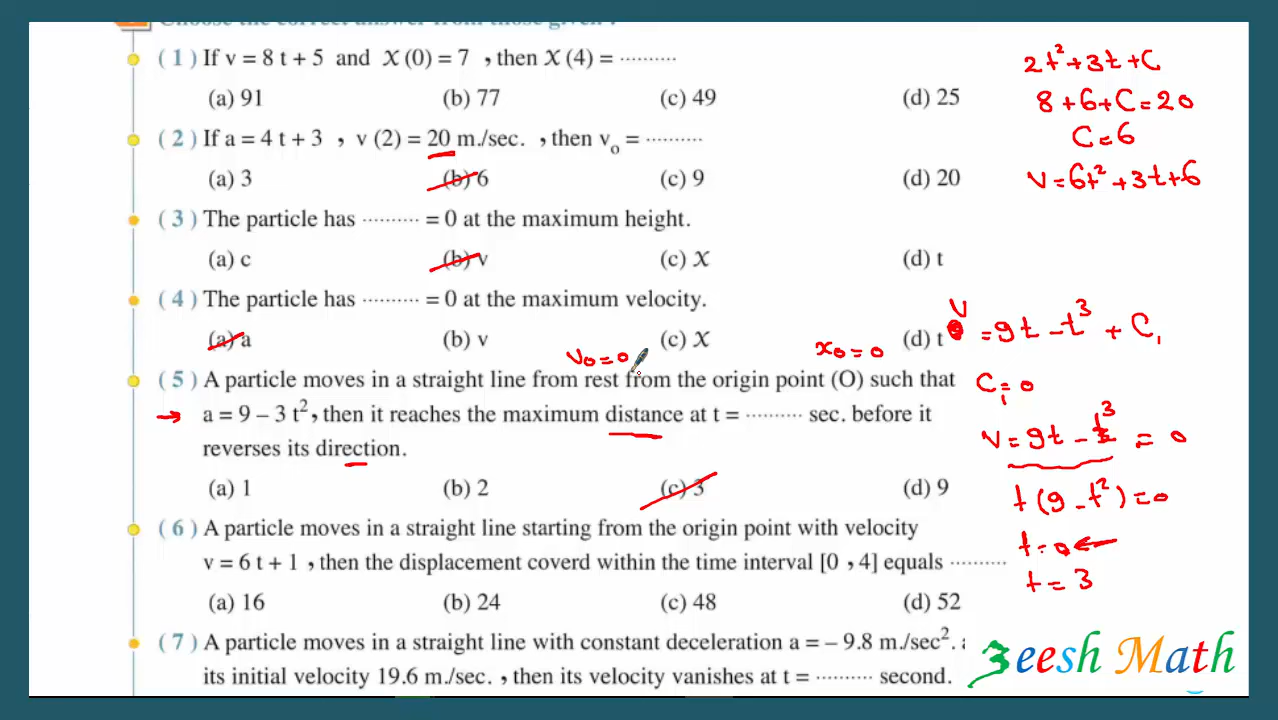 Choose the correct answer from those given :
(1) If v = 8 t + 5 and X (0) = 7 , then X (4) = ··········
(a) 91 (b) 77 (c) 49 (d) 25
(2) If a = 4 t + 3 , v (2) = 20 m./sec. , then v₀ = ··········
(a) 3 (b) 6 (c) 9 (d) 20
(3) The particle has ·········· = 0 at the maximum height.
(a) c (b) v (c) X (d) t
(4) The particle has ·········· = 0 at the maximum velocity.
(a) a (b) v (c) X (d) t
v₀ = 0 x₀ = 0
(5) A particle moves in a straight line from rest from the origin point (O) such that
→ a = 9 – 3 t², then it reaches the maximum distance at t = ·········· sec. before it
reverses its direction.
(a) 1 (b) 2 (c) 3 (d) 9
(6) A particle moves in a straight line starting from the origin point with velocity
v = 6 t + 1 , then the displacement coverd within the time interval [0 , 4] equals ··········
(a) 16 (b) 24 (c) 48 (d) 52
(7) A particle moves in a straight line with constant deceleration a = – 9.8 m./sec².
its initial velocity 19.6 m./sec. , then its velocity vanishes at t = ·········· second.
2t² + 3t + C
8 + 6 + C = 20
C = 6
V = 6t² + 3t + 6
V = 9t – t³ + C₁
C₁ = 0
V = 9t – t³ = 0
t (9 – t²) = 0
t = 0 ←
t = 3
3eesh Math